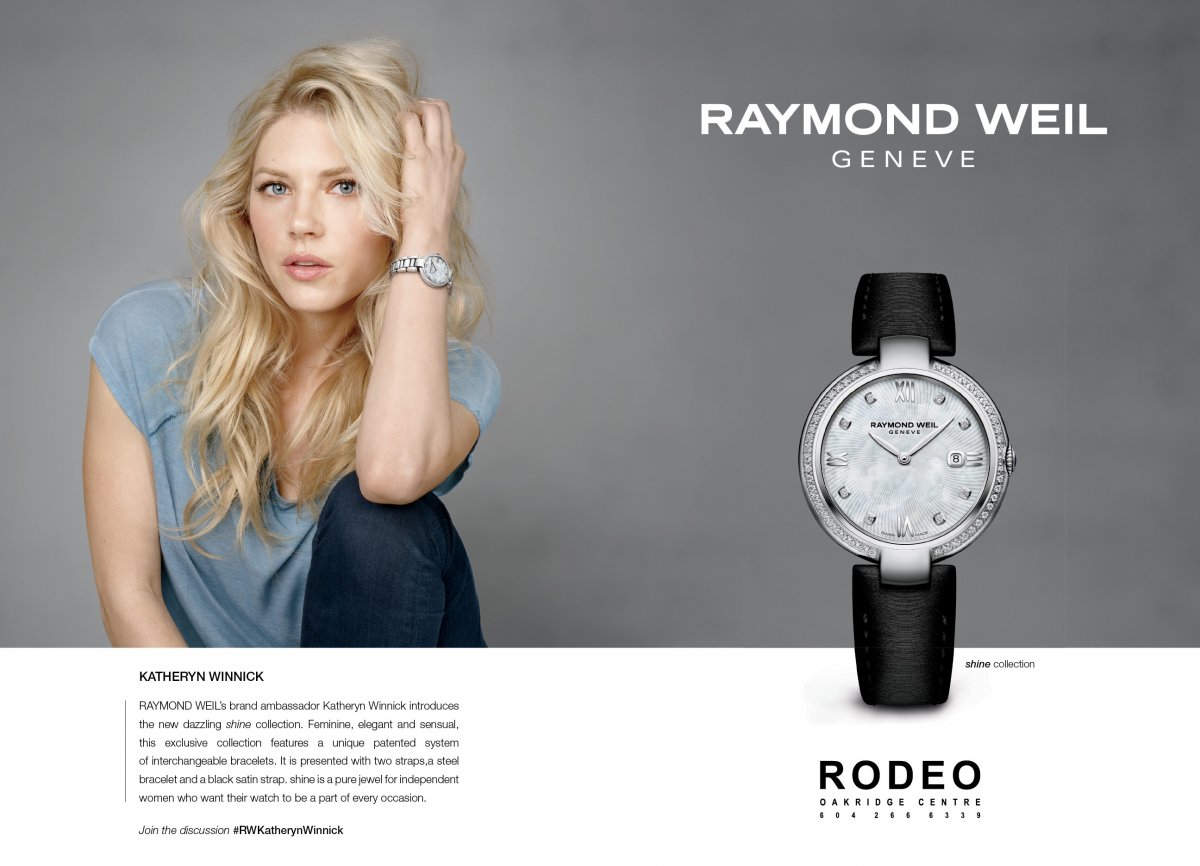 RAYMOND WEIL
GENEVE
XII
RAYMOND WEIL
GENEVE
8
SWISS MADE
shine collection
KATHERYN WINNICK
RAYMOND WEIL's brand ambassador Katheryn Winnick introduces
the new dazzling shine collection. Feminine, elegant and sensual,
this exclusive collection features a unique patented system
of interchangeable bracelets. It is presented with two straps,a steel
bracelet and a black satin strap. shine is a pure jewel for independent
women who want their watch to be a part of every occasion.
Join the discussion #RWKatherynWinnick
RODEO
OAKRIDGE CENTRE
604 266 6339